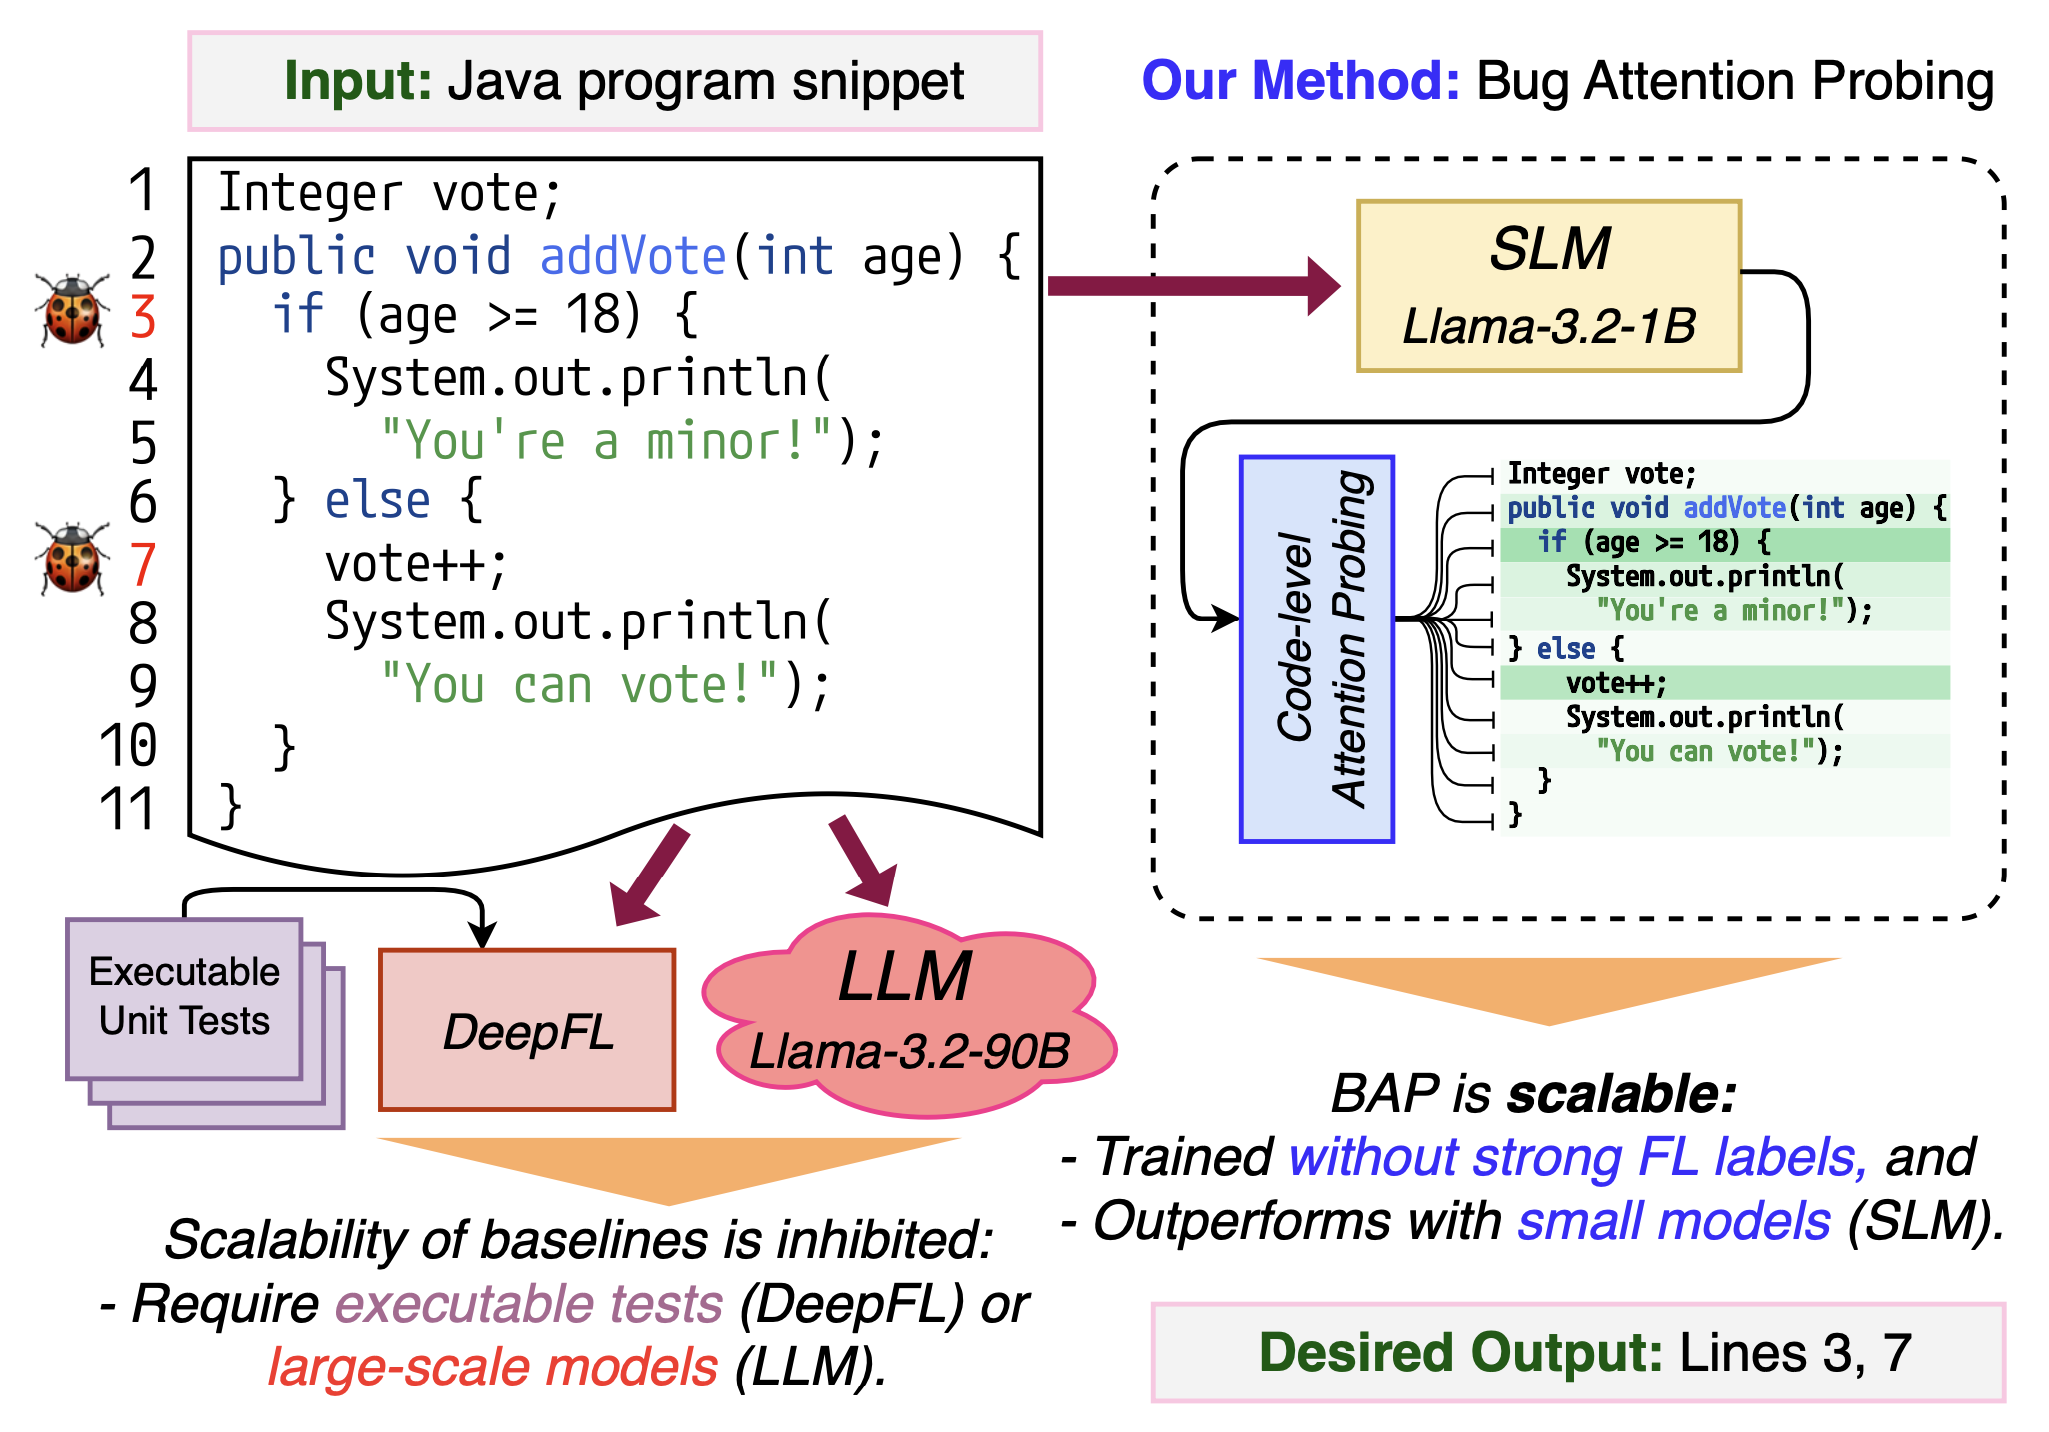 Input: Java program snippet
1 Integer vote;
2 public void addVote(int age) {
3 if (age >= 18) {
4 System.out.println(
5 "You're a minor!");
6 } else {
7 vote++;
8 System.out.println(
9 "You can vote!");
10 }
11 }
Executable
Unit Tests
DeepFL
LLM
Llama-3.2-90B
Scalability of baselines is inhibited:
- Require executable tests (DeepFL) or
large-scale models (LLM).
Our Method: Bug Attention Probing
SLM
Llama-3.2-1B
Code-level
Attention Probing
Integer vote;
public void addVote(int age) {
if (age >= 18) {
System.out.println(
"You're a minor!");
} else {
vote++;
System.out.println(
"You can vote!");
}
}
BAP is scalable:
- Trained without strong FL labels, and
- Outperforms with small models (SLM).
Desired Output: Lines 3, 7